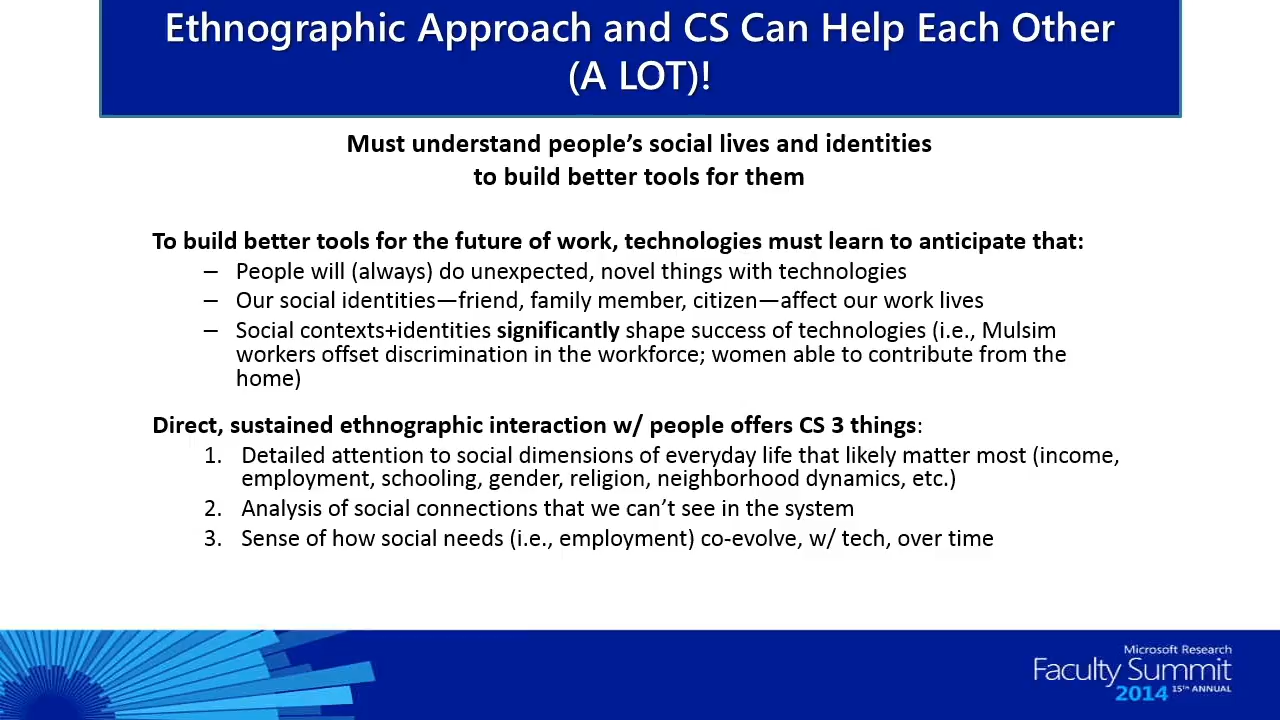 Ethnographic Approach and CS Can Help Each Other
(A LOT)!
Must understand people’s social lives and identities
to build better tools for them
To build better tools for the future of work, technologies must learn to anticipate that:
– People will (always) do unexpected, novel things with technologies
– Our social identities—friend, family member, citizen—affect our work lives
– Social contexts+identities significantly shape success of technologies (i.e., Mulsim
workers offset discrimination in the workforce; women able to contribute from the
home)
Direct, sustained ethnographic interaction w/ people offers CS 3 things:
1. Detailed attention to social dimensions of everyday life that likely matter most (income,
employment, schooling, gender, religion, neighborhood dynamics, etc.)
2. Analysis of social connections that we can’t see in the system
3. Sense of how social needs (i.e., employment) co-evolve, w/ tech, over time
Microsoft Research
Faculty Summit
2014 15TH ANNUAL